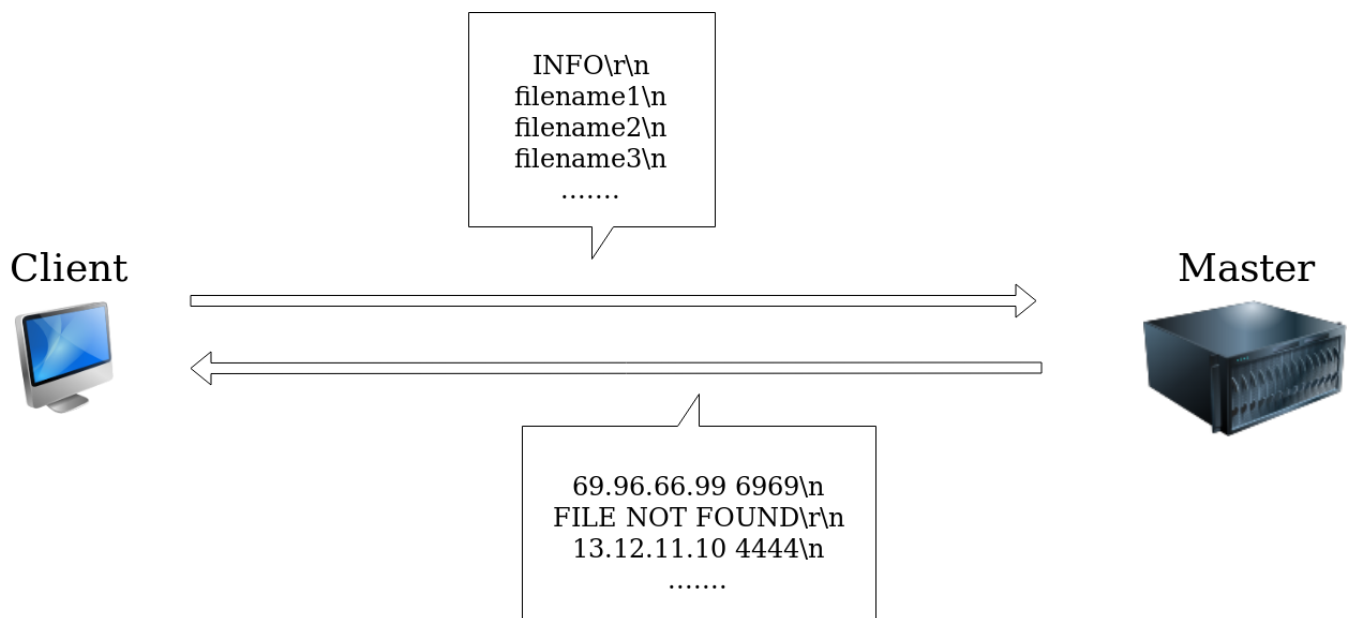 INFO\r\n
filename1\n
filename2\n
filename3\n
.......
Client
Master
69.96.66.99 6969\n
FILE NOT FOUND\r\n
13.12.11.10 4444\n
.......